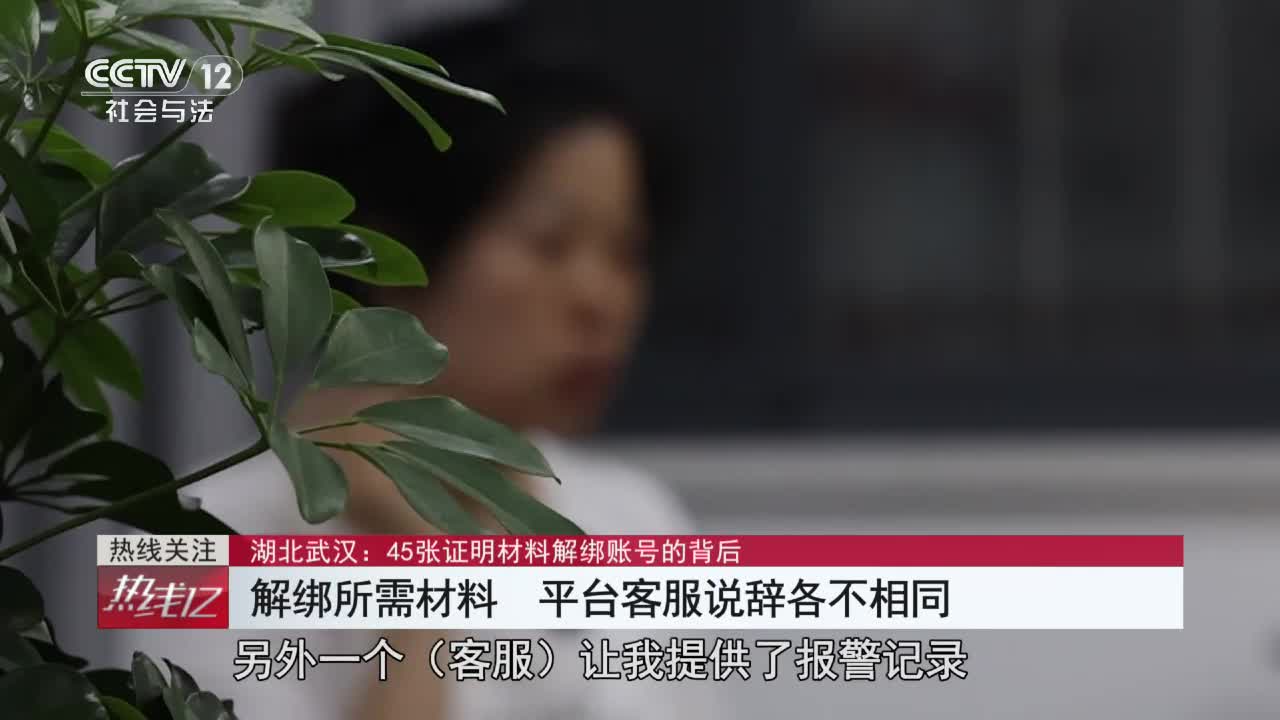 CCTV 12
社会与法
热线关注
湖北武汉：45张证明材料解绑账号的背后
热线12
解绑所需材料 平台客服说辞各不相同
另外一个（客服）让我提供了报警记录